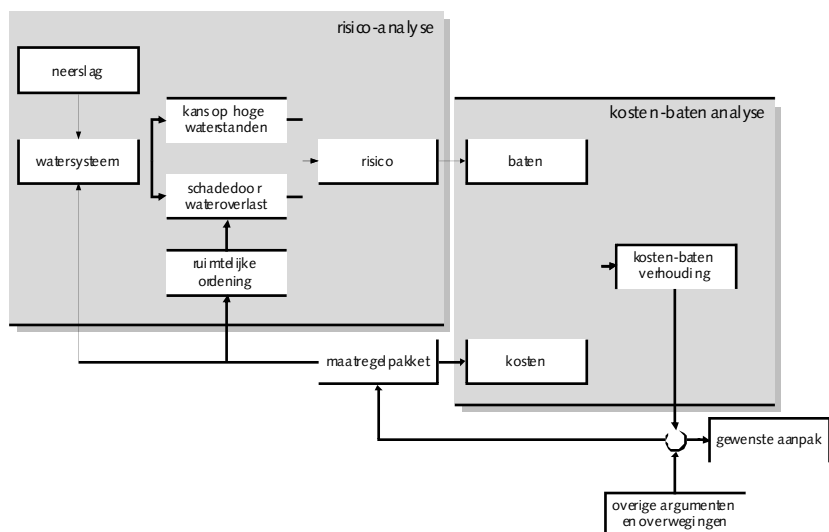 risico-analyse
neerslag
kans op hoge
waterstanden
kosten-baten analyse
watersysteem
risico
baten
schade door
wateroverlast
ruimtelijke
ordening
kosten-baten
verhouding
maatregelpakket
kosten
gewenste aanpak
overige argumenten
en overwegingen